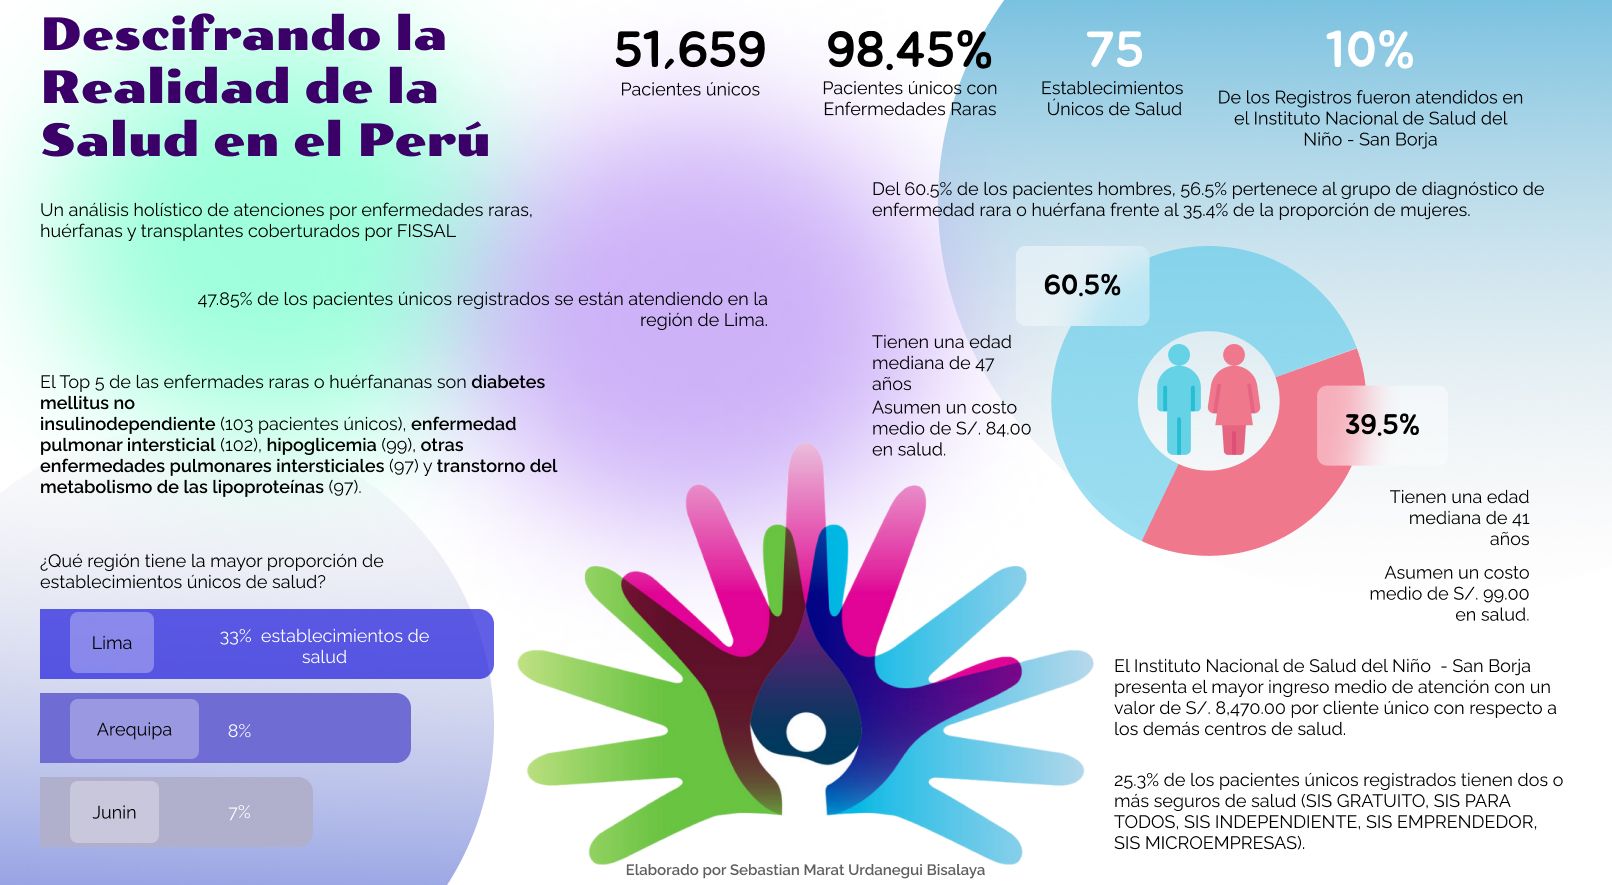 Descifrando la
Realidad de la
Salud en el Perú
51,659
Pacientes únicos
98.45%
Pacientes únicos con
Enfermedades Raras
75
Establecimientos
Únicos de Salud
10%
De los Registros fueron atendidos en
el Instituto Nacional de Salud del
Niño - San Borja
Un análisis holístico de atenciones por enfermedades raras,
huérfanas y transplantes coberturados por FISSAL
47.85% de los pacientes únicos registrados se están atendiendo en la
región de Lima.
El Top 5 de las enfermades raras o huérfananas son diabetes
mellitus no
insulinodependiente (103 pacientes únicos), enfermedad
pulmonar intersticial (102), hipoglicemia (99), otras
enfermedades pulmonares intersticiales (97) y transtorno del
metabolismo de las lipoproteínas (97).
¿Qué región tiene la mayor proporción de
establecimientos únicos de salud?
Lima
33% establecimientos de
salud
Arequipa
8%
Junin
7%
Del 60.5% de los pacientes hombres, 56.5% pertenece al grupo de diagnóstico de
enfermedad rara o huérfana frente al 35.4% de la proporción de mujeres.
60.5%
Tienen una edad
mediana de 47
años
Asumen un costo
medio de S/. 84.00
en salud.
39.5%
Tienen una edad
mediana de 41
años
Asumen un costo
medio de S/. 99.00
en salud.
El Instituto Nacional de Salud del Niño - San Borja
presenta el mayor ingreso medio de atención con un
valor de S/. 8,470.00 por cliente único con respecto a
los demás centros de salud.
25.3% de los pacientes únicos registrados tienen dos o
más seguros de salud (SIS GRATUITO, SIS PARA
TODOS, SIS INDEPENDIENTE, SIS EMPRENDEDOR,
SIS MICROEMPRESAS).
Elaborado por Sebastian Marat Urdanegui Bisalaya